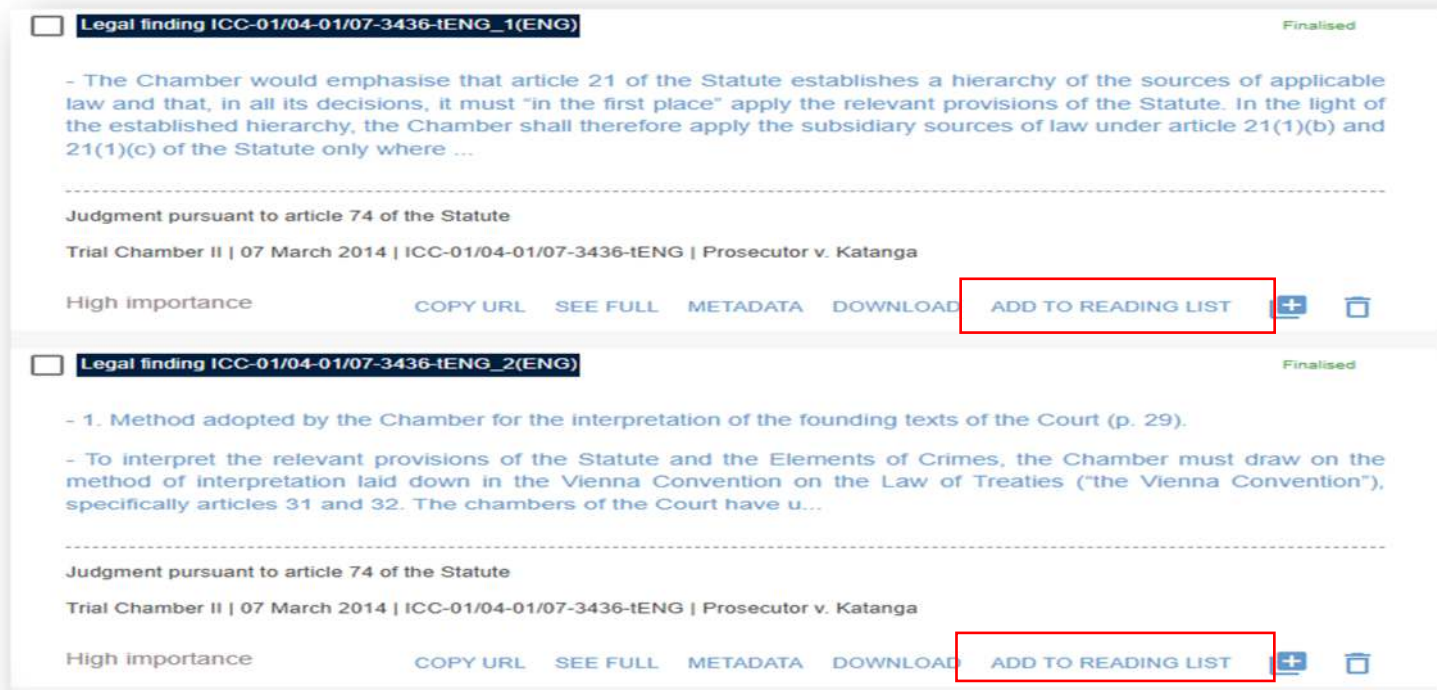 Legal finding ICC-01/04-01/07-3436-tENG_1(ENG)
Finalised
- The Chamber would emphasise that article 21 of the Statute establishes a hierarchy of the sources of applicable
law and that, in all its decisions, it must “in the first place” apply the relevant provisions of the Statute. In the light of
the established hierarchy, the Chamber shall therefore apply the subsidiary sources of law under article 21(1)(b) and
21(1)(c) of the Statute only where ...
Judgment pursuant to article 74 of the Statute
Trial Chamber II | 07 March 2014 | ICC-01/04-01/07-3436-tENG | Prosecutor v. Katanga
High importance COPY URL SEE FULL METADATA DOWNLOAD ADD TO READING LIST
Legal finding ICC-01/04-01/07-3436-tENG_2(ENG)
Finalised
- 1. Method adopted by the Chamber for the interpretation of the founding texts of the Court (p. 29).
- To interpret the relevant provisions of the Statute and the Elements of Crimes, the Chamber must draw on the
method of interpretation laid down in the Vienna Convention on the Law of Treaties (“the Vienna Convention”),
specifically articles 31 and 32. The chambers of the Court have u...
Judgment pursuant to article 74 of the Statute
Trial Chamber II | 07 March 2014 | ICC-01/04-01/07-3436-tENG | Prosecutor v. Katanga
High importance COPY URL SEE FULL METADATA DOWNLOAD ADD TO READING LIST